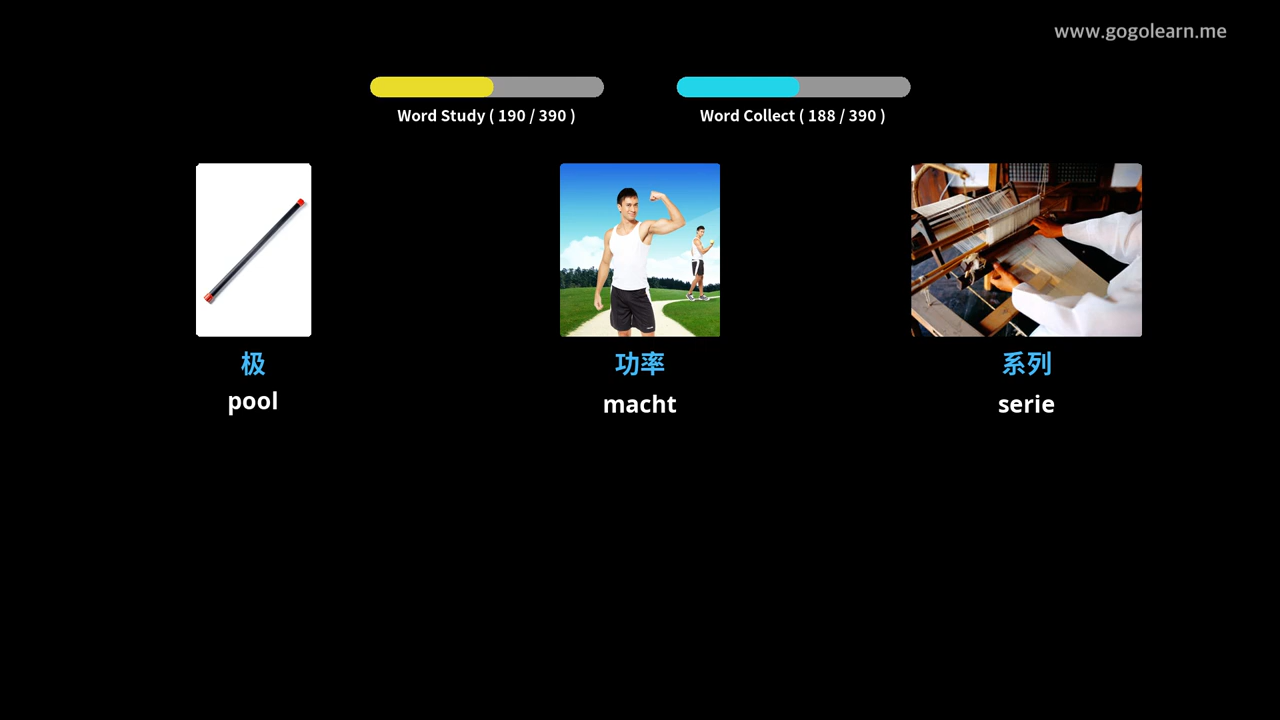 www.gogolearn.me
Word Study ( 190 / 390 )
Word Collect ( 188 / 390 )
极
功率
系列
pool
macht
serie